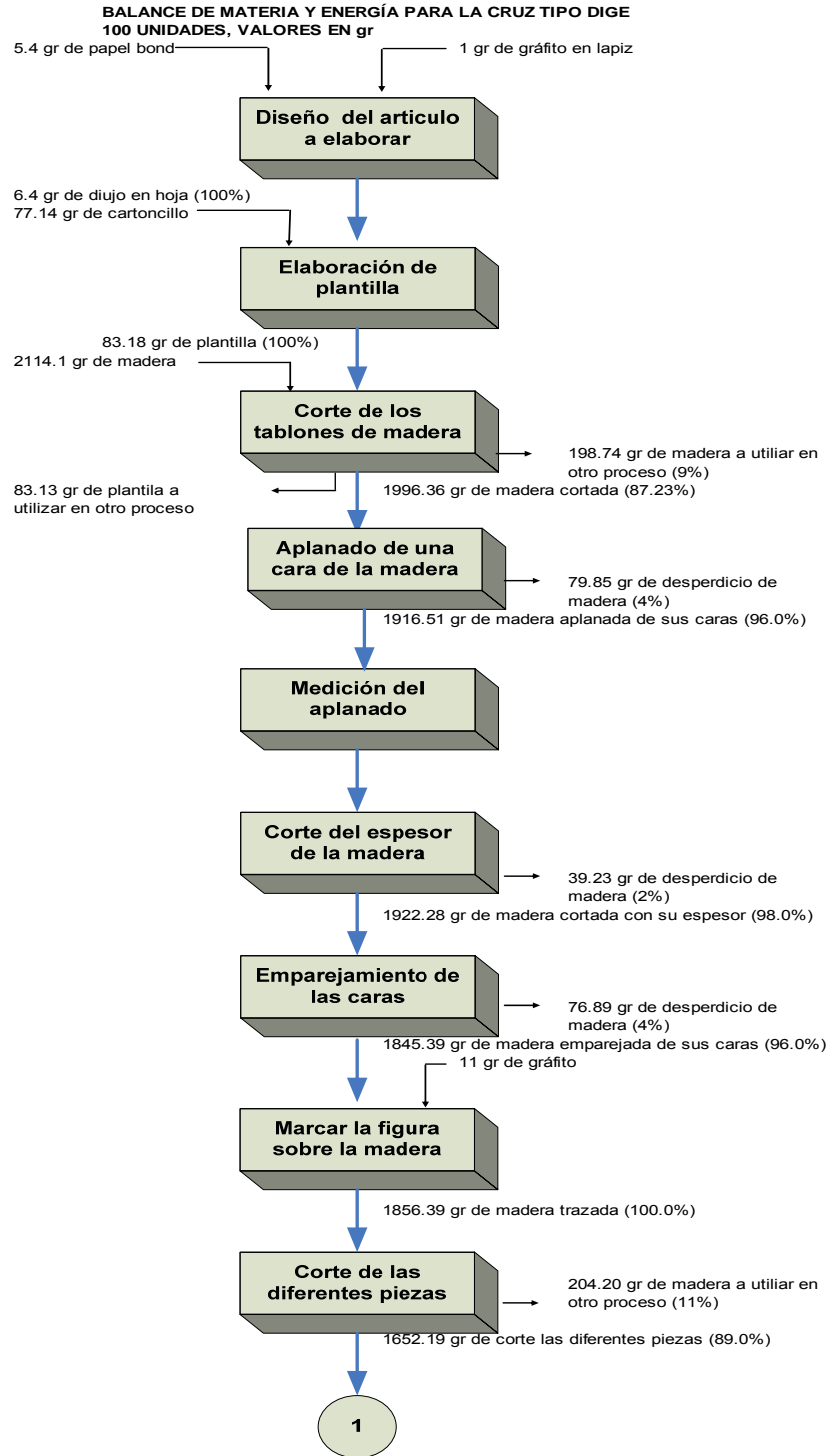 BALANCE DE MATERIA Y ENERGÍA PARA LA CRUZ TIPO DIGE
100 UNIDADES, VALORES EN gr
5.4 gr de papel bond
1 gr de gráfito en lapiz
Diseño del articulo
a elaborar
6.4 gr de diujo en hoja (100%)
77.14 gr de cartoncillo
Elaboración de
plantilla
83.18 gr de plantilla (100%)
2114.1 gr de madera
Corte de los
tablones de madera
198.74 gr de madera a utiliar en
otro proceso (9%)
83.13 gr de plantila a
utilizar en otro proceso
1996.36 gr de madera cortada (87.23%)
Aplanado de una
cara de la madera
79.85 gr de desperdicio de
madera (4%)
1916.51 gr de madera aplanada de sus caras (96.0%)
Medición del
aplanado
Corte del espesor
de la madera
39.23 gr de desperdicio de
madera (2%)
1922.28 gr de madera cortada con su espesor (98.0%)
Emparejamiento de
las caras
76.89 gr de desperdicio de
madera (4%)
1845.39 gr de madera emparejada de sus caras (96.0%)
11 gr de gráfito
Marcar la figura
sobre la madera
1856.39 gr de madera trazada (100.0%)
Corte de las
diferentes piezas
204.20 gr de madera a utiliar en
otro proceso (11%)
1652.19 gr de corte las diferentes piezas (89.0%)
1